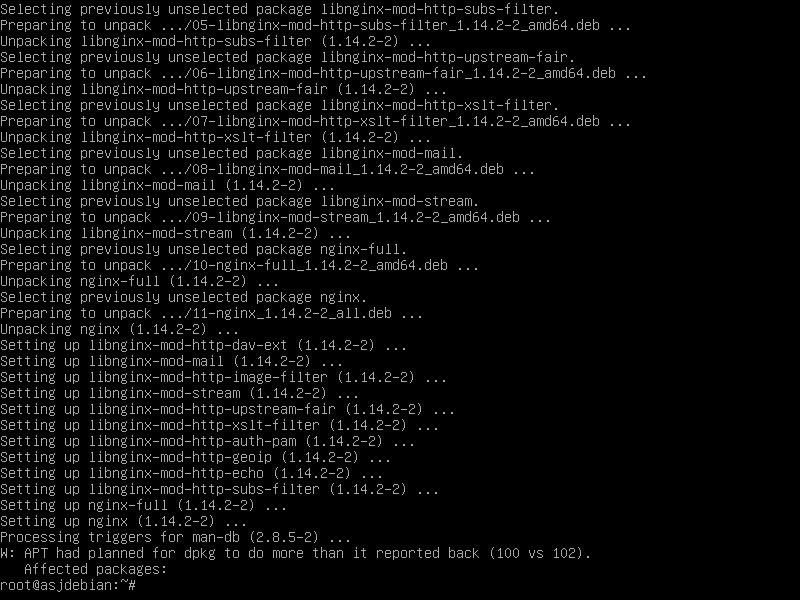 Selecting previously unselected package libnginx-mod-http-subs-filter.
Preparing to unpack .../05-libnginx-mod-http-subs-filter_1.14.2-2_amd64.deb ...
Unpacking libnginx-mod-http-subs-filter (1.14.2-2) ...
Selecting previously unselected package libnginx-mod-http-upstream-fair.
Preparing to unpack .../06-libnginx-mod-http-upstream-fair_1.14.2-2_amd64.deb ...
Unpacking libnginx-mod-http-upstream-fair (1.14.2-2) ...
Selecting previously unselected package libnginx-mod-http-xslt-filter.
Preparing to unpack .../07-libnginx-mod-http-xslt-filter_1.14.2-2_amd64.deb ...
Unpacking libnginx-mod-http-xslt-filter (1.14.2-2) ...
Selecting previously unselected package libnginx-mod-mail.
Preparing to unpack .../08-libnginx-mod-mail_1.14.2-2_amd64.deb ...
Unpacking libnginx-mod-mail (1.14.2-2) ...
Selecting previously unselected package libnginx-mod-stream.
Preparing to unpack .../09-libnginx-mod-stream_1.14.2-2_amd64.deb ...
Unpacking libnginx-mod-stream (1.14.2-2) ...
Selecting previously unselected package nginx-full.
Preparing to unpack .../10-nginx-full_1.14.2-2_amd64.deb ...
Unpacking nginx-full (1.14.2-2) ...
Selecting previously unselected package nginx.
Preparing to unpack .../11-nginx_1.14.2-2_all.deb ...
Unpacking nginx (1.14.2-2) ...
Setting up libnginx-mod-http-dav-ext (1.14.2-2) ...
Setting up libnginx-mod-mail (1.14.2-2) ...
Setting up libnginx-mod-http-image-filter (1.14.2-2) ...
Setting up libnginx-mod-stream (1.14.2-2) ...
Setting up libnginx-mod-http-upstream-fair (1.14.2-2) ...
Setting up libnginx-mod-http-xslt-filter (1.14.2-2) ...
Setting up libnginx-mod-http-auth-pam (1.14.2-2) ...
Setting up libnginx-mod-http-geoip (1.14.2-2) ...
Setting up libnginx-mod-http-echo (1.14.2-2) ...
Setting up libnginx-mod-http-subs-filter (1.14.2-2) ...
Setting up nginx-full (1.14.2-2) ...
Setting up nginx (1.14.2-2) ...
Processing triggers for man-db (2.8.5-2) ...
W: APT had planned for dpkg to do more than it reported back (100 vs 102).
   Affected packages:
root@asjdebian:~#